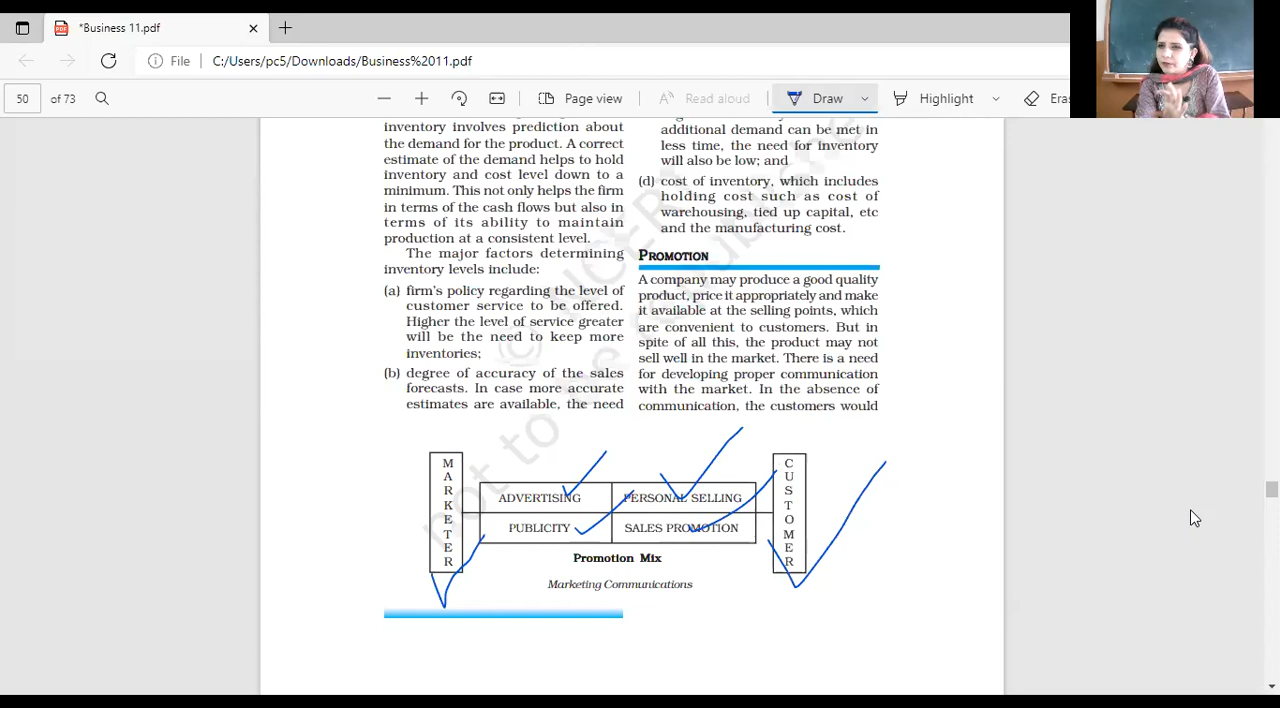 *Business 11.pdf
File
C:/Users/pc5/Downloads/Business%2011.pdf
50
of 73
Page view
Read aloud
Draw
Highlight
Eras
inventory involves prediction about
the demand for the product. A correct
estimate of the demand helps to hold
inventory and cost level down to a
minimum. This not only helps the firm
in terms of the cash flows but also in
terms of its ability to maintain
production at a consistent level.
The major factors determining
inventory levels include:
(a) firm's policy regarding the level of
customer service to be offered.
Higher the level of service greater
will be the need to keep more
inventories;
(b) degree of accuracy of the sales
forecasts. In case more accurate
estimates are available, the need
additional demand can be met in
less time, the need for inventory
will also be low; and
(d) cost of inventory, which includes
holding cost such as cost of
warehousing, tied up capital, etc
and the manufacturing cost.
PROMOTION
A company may produce a good quality
product, price it appropriately and make
it available at the selling points, which
are convenient to customers. But in
spite of all this, the product may not
sell well in the market. There is a need
for developing proper communication
with the market. In the absence of
communication, the customers would
MARKETER
ADVERTISING
PERSONAL SELLING
PUBLICITY
SALES PROMOTION
CUSTOMER
Promotion Mix
Marketing Communications
© NCERT
not to be